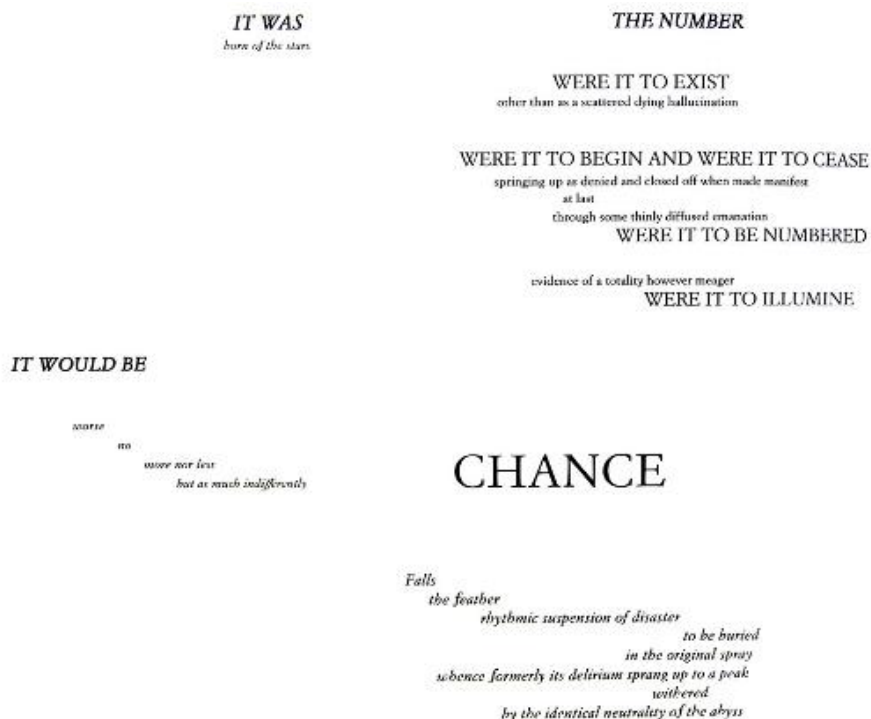 IT WAS
born of the stars
THE NUMBER
WERE IT TO EXIST
other than as a scattered dying hallucination
WERE IT TO BEGIN AND WERE IT TO CEASE
springing up as denied and closed off when made manifest
at last
through some thinly diffused emanation
WERE IT TO BE NUMBERED
evidence of a totality however meager
WERE IT TO ILLUMINE
IT WOULD BE
worse
no
more nor less
but as much indifferently
CHANCE
Falls
the feather
rhythmic suspension of disaster
to be buried
in the original spray
whence formerly its delirium sprang up to a peak
withered
by the identical neutrality of the abyss